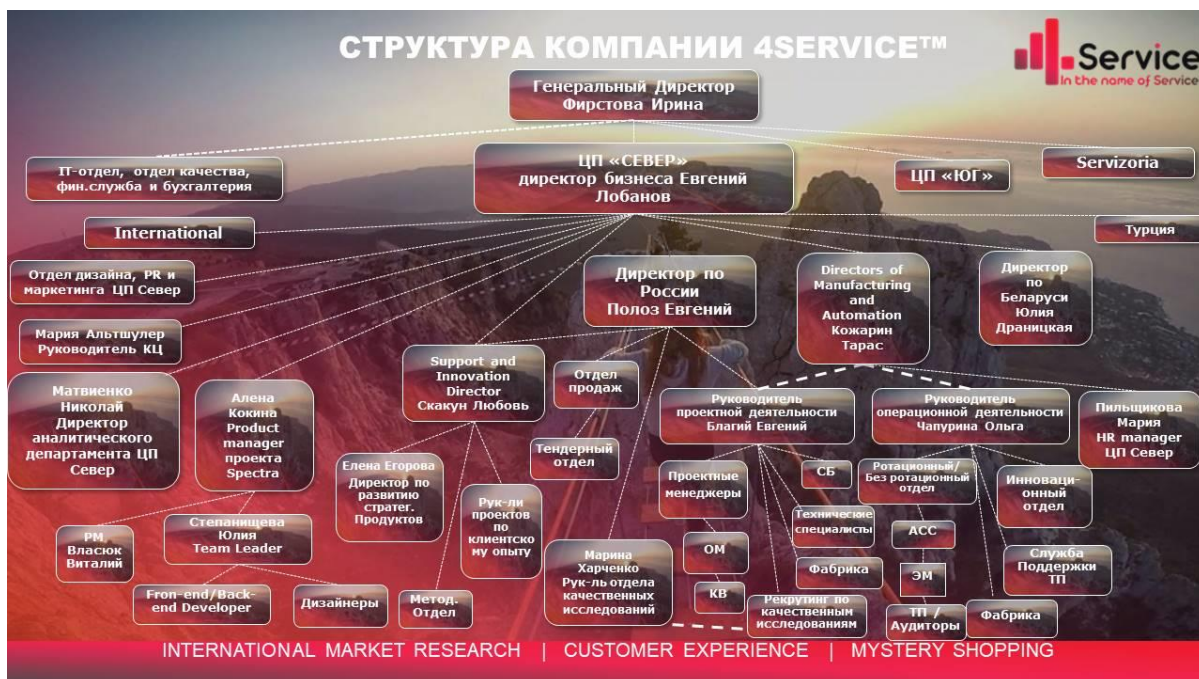 СТРУКТУРА КОМПАНИИ 4SERVICE™
Service
In the name of Service
Генеральный Директор
Фирстова Ирина
IT-отдел, отдел качества,
фин.служба и бухгалтерия
ЦП «СЕВЕР»
директор бизнеса Евгений
Лобанов
ЦП «ЮГ»
Servizoria
International
Турция
Отдел дизайна, PR и
маркетинга ЦП Север
Директор по
России
Полоз Евгений
Directors of
Manufacturing
and
Automation
Кожарин
Тарас
Директор
по
Беларуси
Юлия
Драницкая
Мария Альтшулер
Руководитель КЦ
Матвиенко
Николай
Директор
аналитического
департамента ЦП
Север
Алена
Кокина
Product
manager
проекта
Spectra
Support and
Innovation
Director
Скакун Любовь
Отдел
продаж
Руководитель
проектной деятельности
Благий Евгений
Руководитель
операционной деятельности
Чапурина Ольга
Пильщикова
Мария
HR manager
ЦП Север
Тендерный
отдел
Елена Егорова
Директор по
развитию
стратег.
Продуктов
Рук-ли
проектов
по
клиентско
му опыту
Проектные
менеджеры
СБ
Ротационный/
Без ротационный
отдел
Инноваци-
онный
отдел
Технические
специалисты
РМ
Власюк
Виталий
Степанищева
Юлия
Team Leader
Марина
Харченко
Рук-ль отдела
качественных
исследований
ОМ
АСС
Служба
Поддержки
ТП
Фабрика
ЭМ
Fron-end/Back-
end Developer
Дизайнеры
Метод.
Отдел
КВ
Рекрутинг по
качественным
исследованиям
ТП /
Аудиторы
Фабрика
INTERNATIONAL MARKET RESEARCH | CUSTOMER EXPERIENCE | MYSTERY SHOPPING